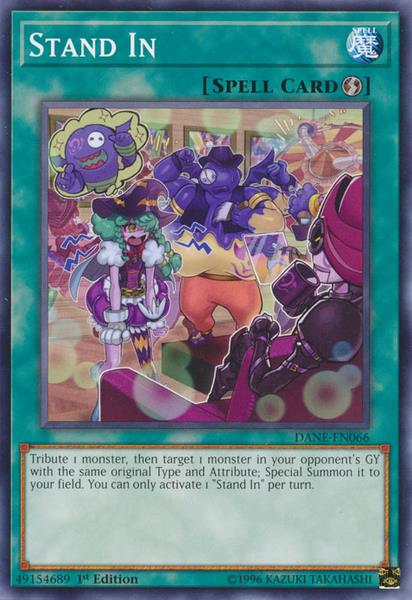 STAND IN
SPELL
魔
[SPELL CARD]
DANE-EN066
Tribute 1 monster, then target 1 monster in your opponent's GY
with the same original Type and Attribute; Special Summon it to
your field. You can only activate 1 "Stand In" per turn.
49154689 1st Edition ©1996 KAZUKI TAKAHASHI